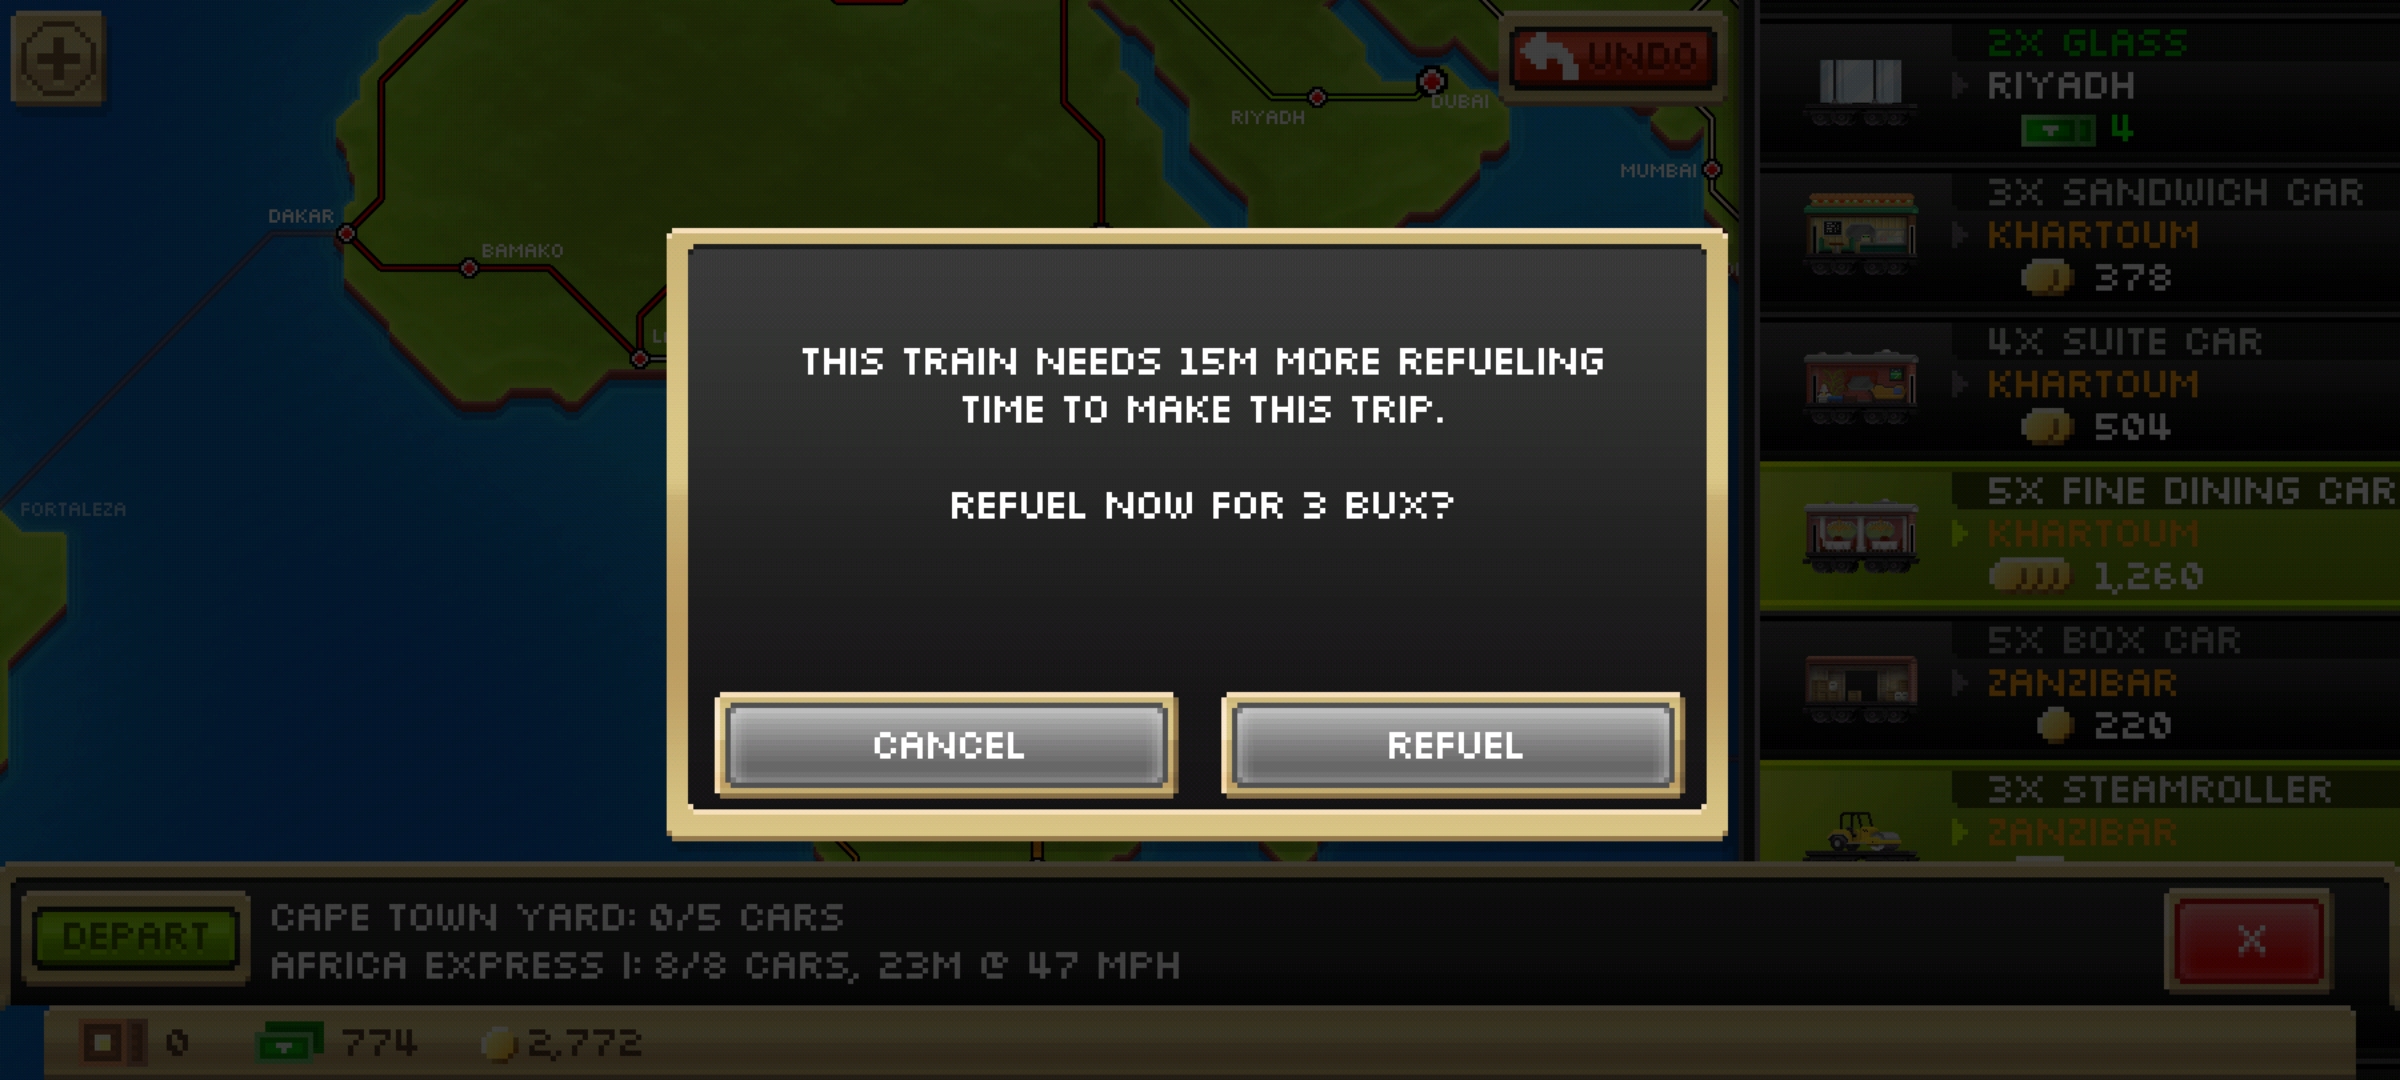 UNDO
DAKAR
BAMAKO
FORTALEZA
RIYADH
DUBAI
MUMBAI
THIS TRAIN NEEDS 15M MORE REFUELING
TIME TO MAKE THIS TRIP.
REFUEL NOW FOR 3 BUX?
CANCEL
REFUEL
2X GLASS
RIYADH
4
3X SANDWICH CAR
KHARTOUM
378
4X SUITE CAR
KHARTOUM
504
5X FINE DINING CAR
KHARTOUM
1,260
5X BOX CAR
ZANZIBAR
220
3X STEAMROLLER
ZANZIBAR
DEPART
CAPE TOWN YARD: 0/5 CARS
AFRICA EXPRESS I: 8/8 CARS, 23M @ 47 MPH
X
0
774
2,772